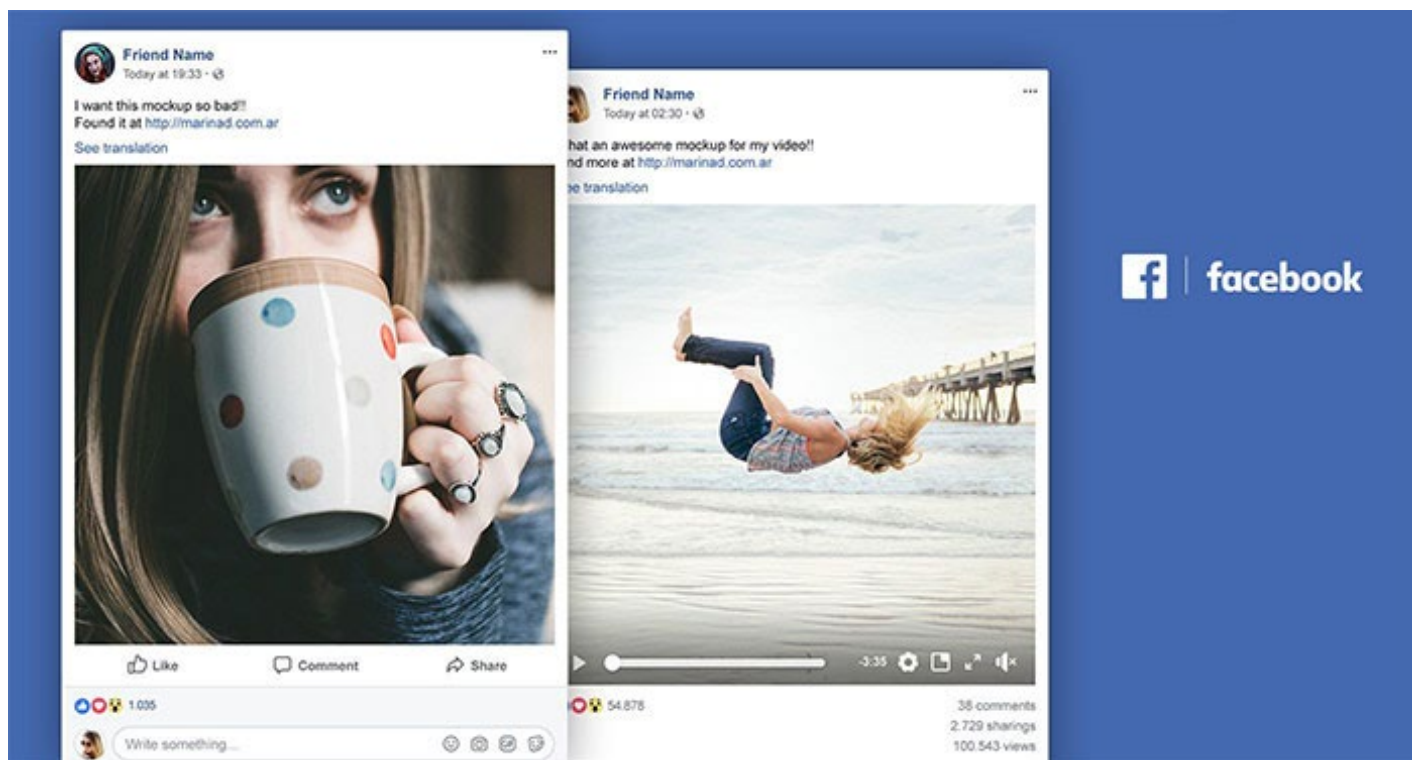 Friend Name
Today at 19:33
I want this mockup so bad!!
Found it at http://marinad.com.ar
See translation
Like
Comment
Share
1.035
Write something...
GIF
Friend Name
Today at 02:30
hat an awesome mockup for my video!!
nd more at http://marinad.com.ar
ee translation
-3:35
54.878
38 comments
2.729 sharings
100.543 views
f | facebook